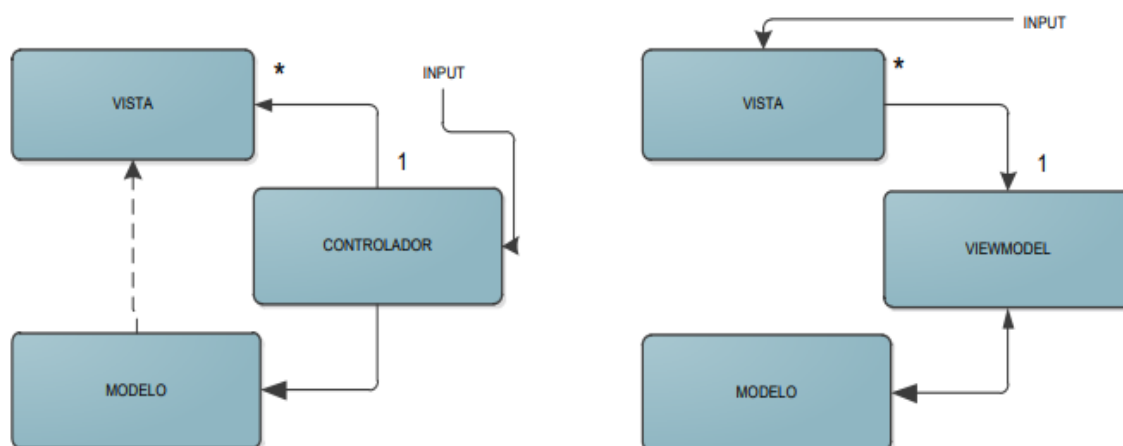 INPUT
VISTA
*
INPUT
1
CONTROLADOR
MODELO
VISTA
*
1
VIEWMODEL
MODELO